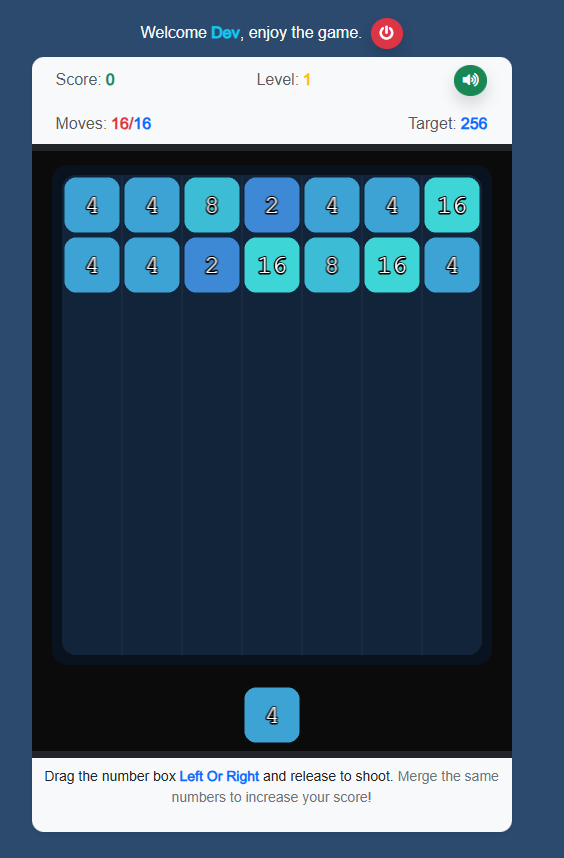 Welcome Dev, enjoy the game.
Score: 0 Level: 1
Moves: 16/16 Target: 256
4 4 8 2 4 4 16
4 4 2 16 8 16 4
4
Drag the number box Left Or Right and release to shoot. Merge the same
numbers to increase your score!